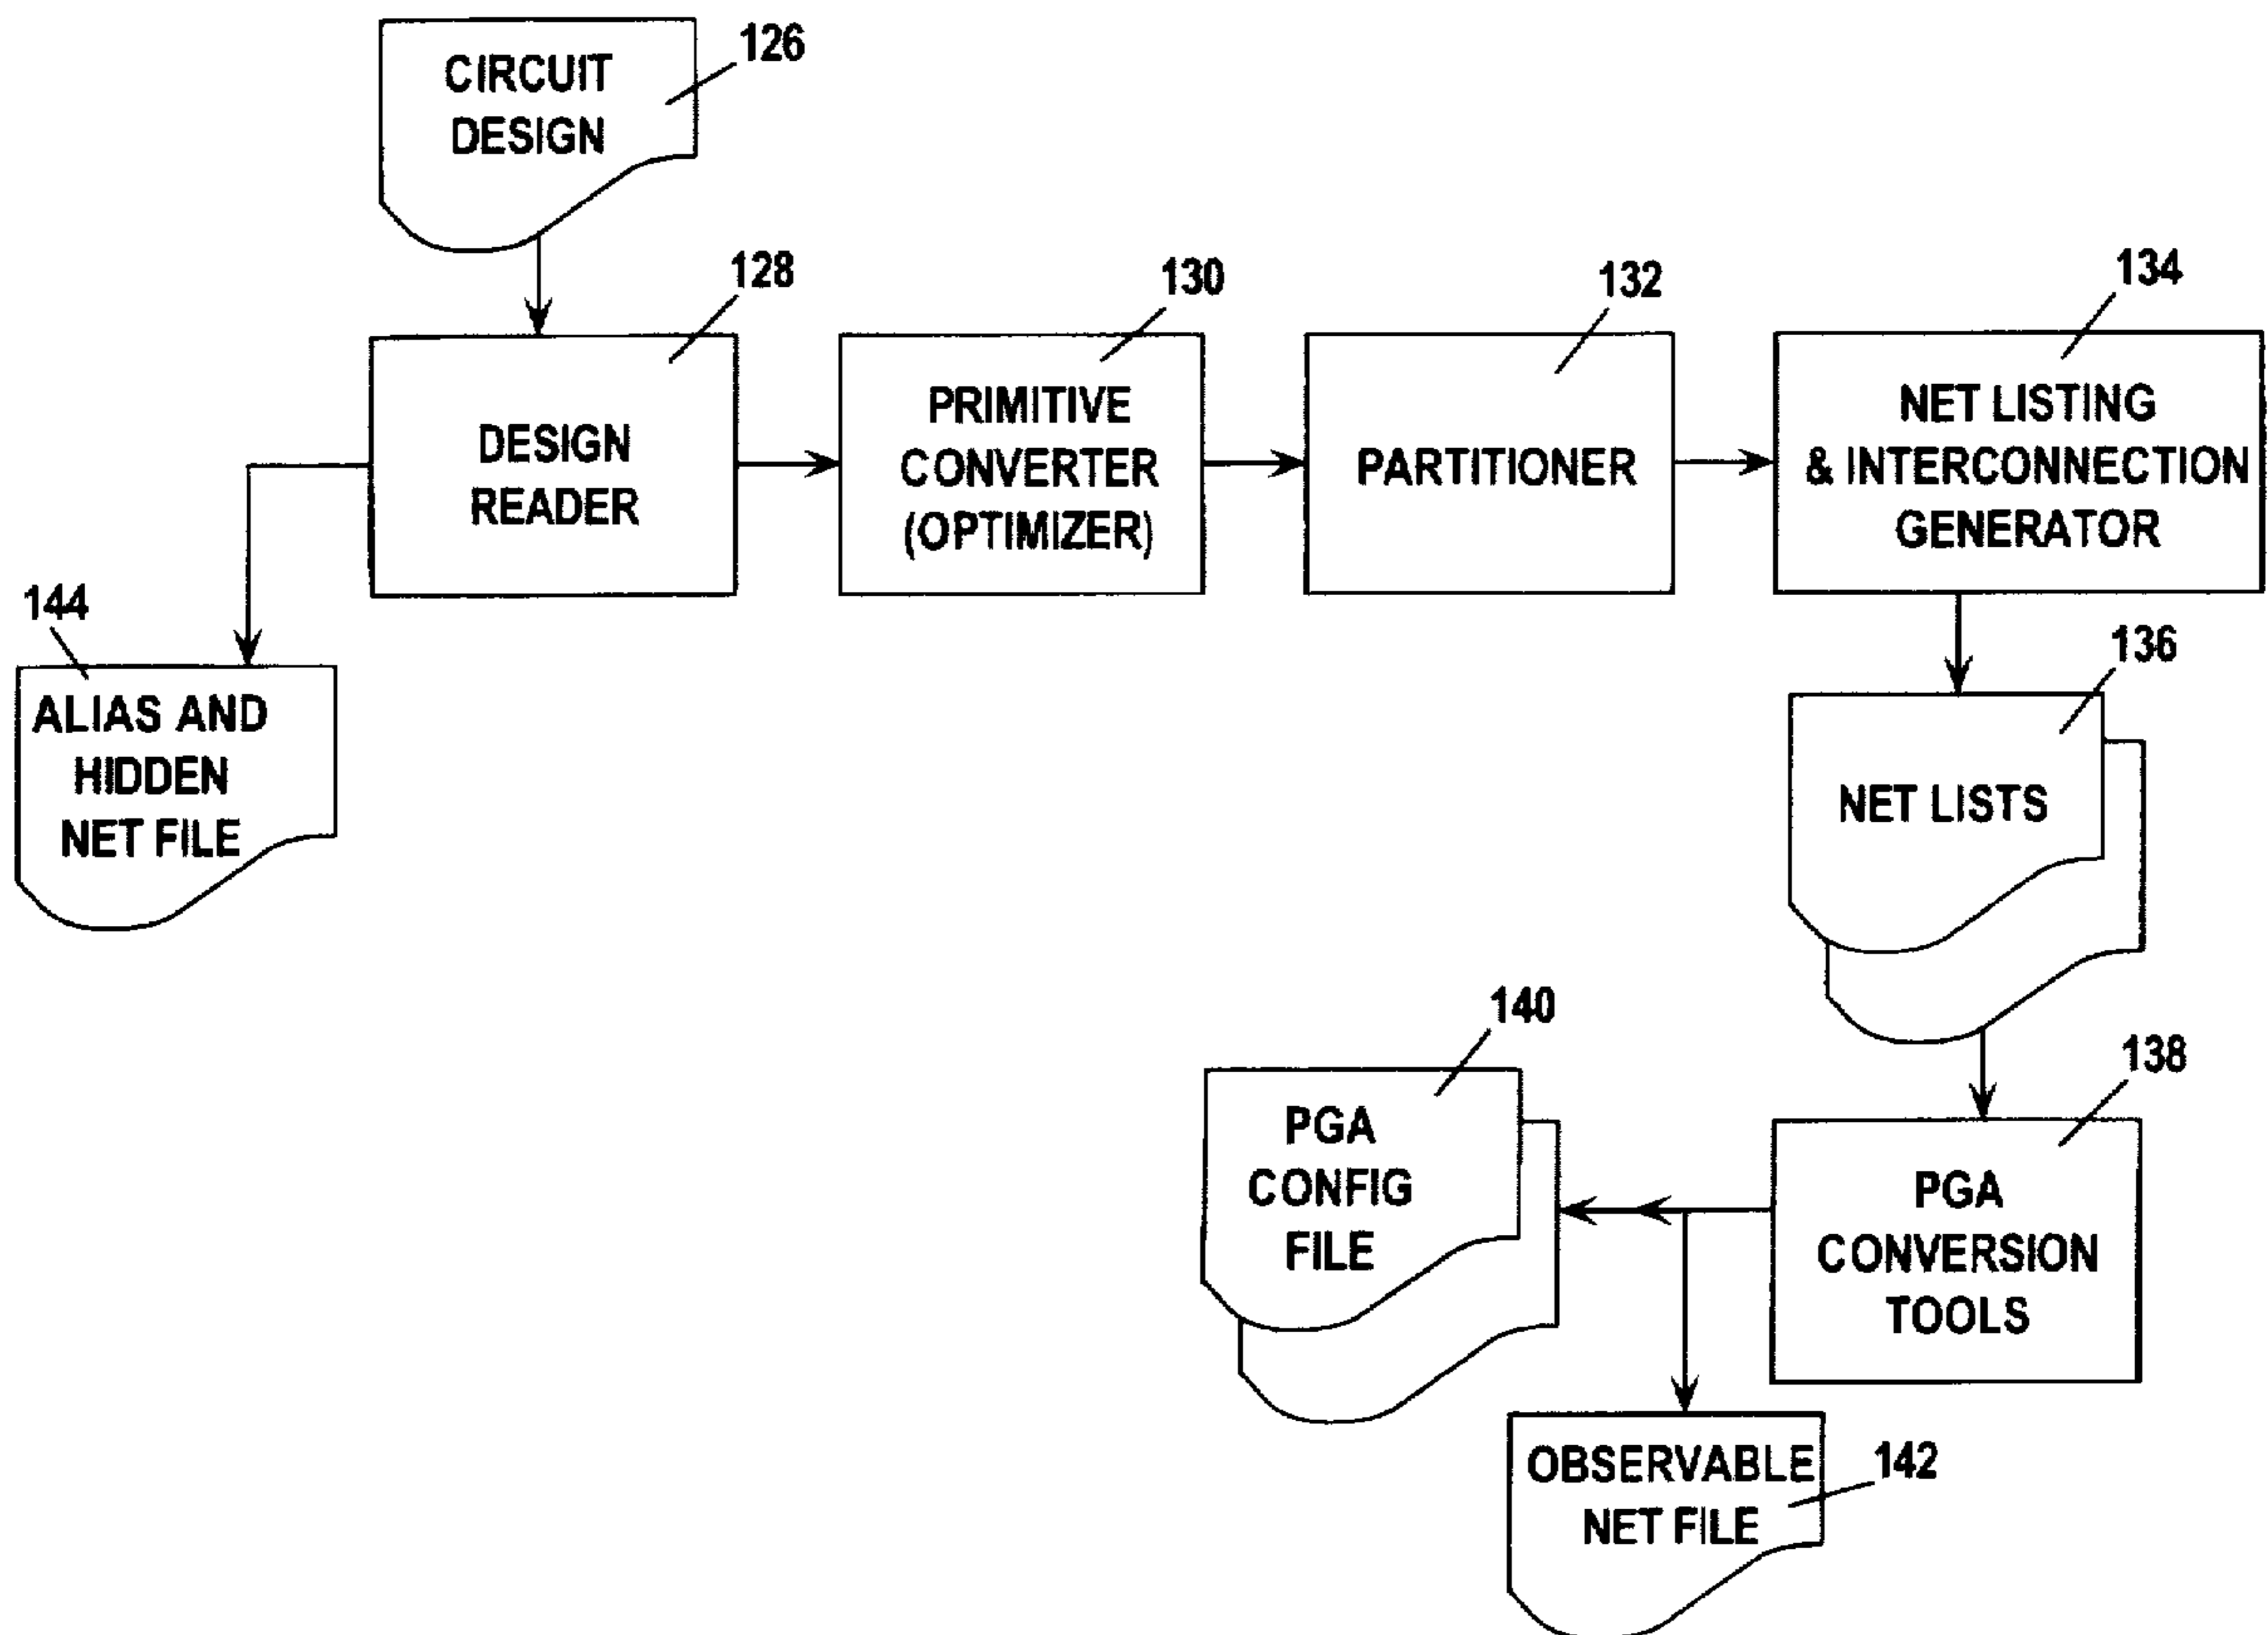 126
CIRCUIT
DESIGN
128
DESIGN
READER
130
PRIMITIVE
CONVERTER
(OPTIMIZER)
132
PARTITIONER
134
NET LISTING
& INTERCONNECTION
GENERATOR
144
ALIAS AND
HIDDEN
NET FILE
136
NET LISTS
138
PGA
CONVERSION
TOOLS
140
PGA
CONFIG
FILE
142
OBSERVABLE
NET FILE